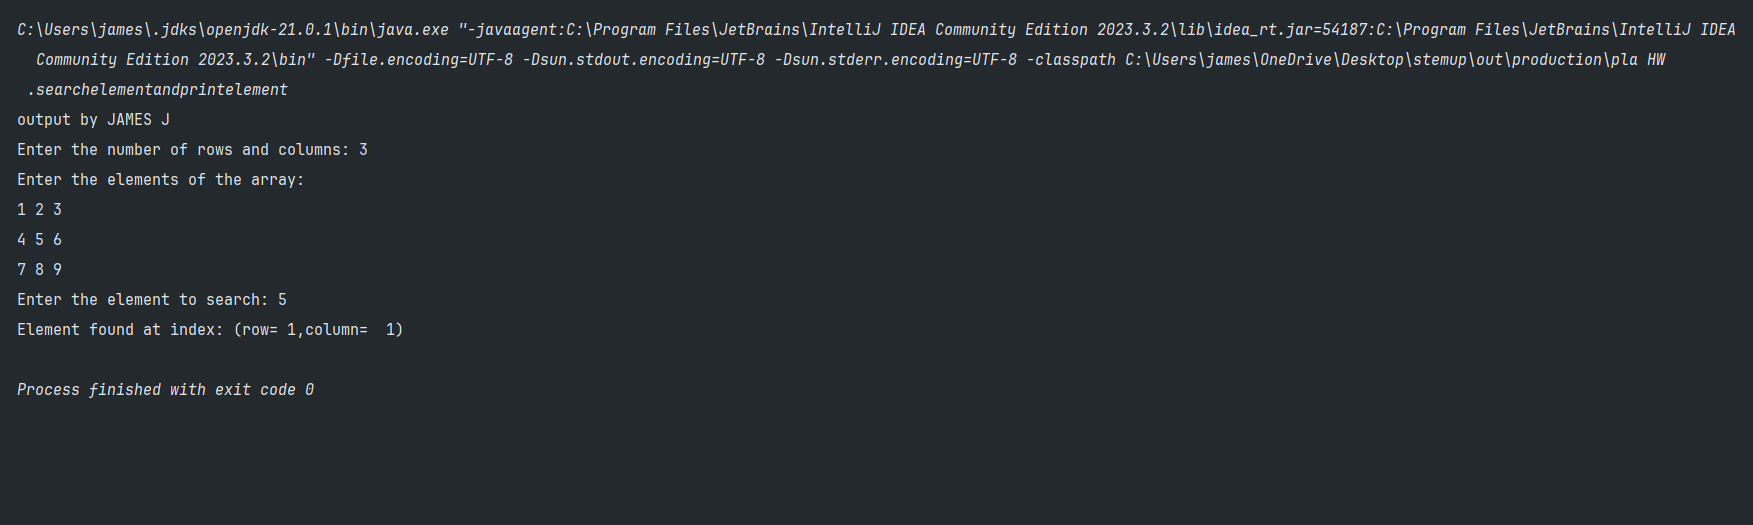 C:\Users\james\.jdks\openjdk-21.0.1\bin\java.exe "-javaagent:C:\Program Files\JetBrains\IntelliJ IDEA Community Edition 2023.3.2\lib\idea_rt.jar=54187:C:\Program Files\JetBrains\IntelliJ IDEA
Community Edition 2023.3.2\bin" -Dfile.encoding=UTF-8 -Dsun.stdout.encoding=UTF-8 -Dsun.stderr.encoding=UTF-8 -classpath C:\Users\james\OneDrive\Desktop\stemup\out\production\pla HW
.searchelementandprintelement
output by JAMES J
Enter the number of rows and columns: 3
Enter the elements of the array:
1 2 3
4 5 6
7 8 9
Enter the element to search: 5
Element found at index: (row= 1,column=  1)
Process finished with exit code 0